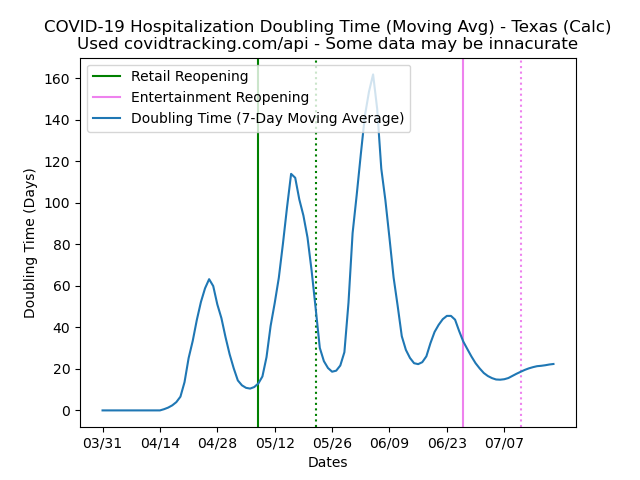 COVID-19 Hospitalization Doubling Time (Moving Avg) - Texas (Calc)
Used covidtracking.com/api - Some data may be innacurate
Retail Reopening
Entertainment Reopening
Doubling Time (7-Day Moving Average)
Doubling Time (Days)
160
140
120
100
80
60
40
20
0
03/31 04/14 04/28 05/12 05/26 06/09 06/23 07/07
Dates